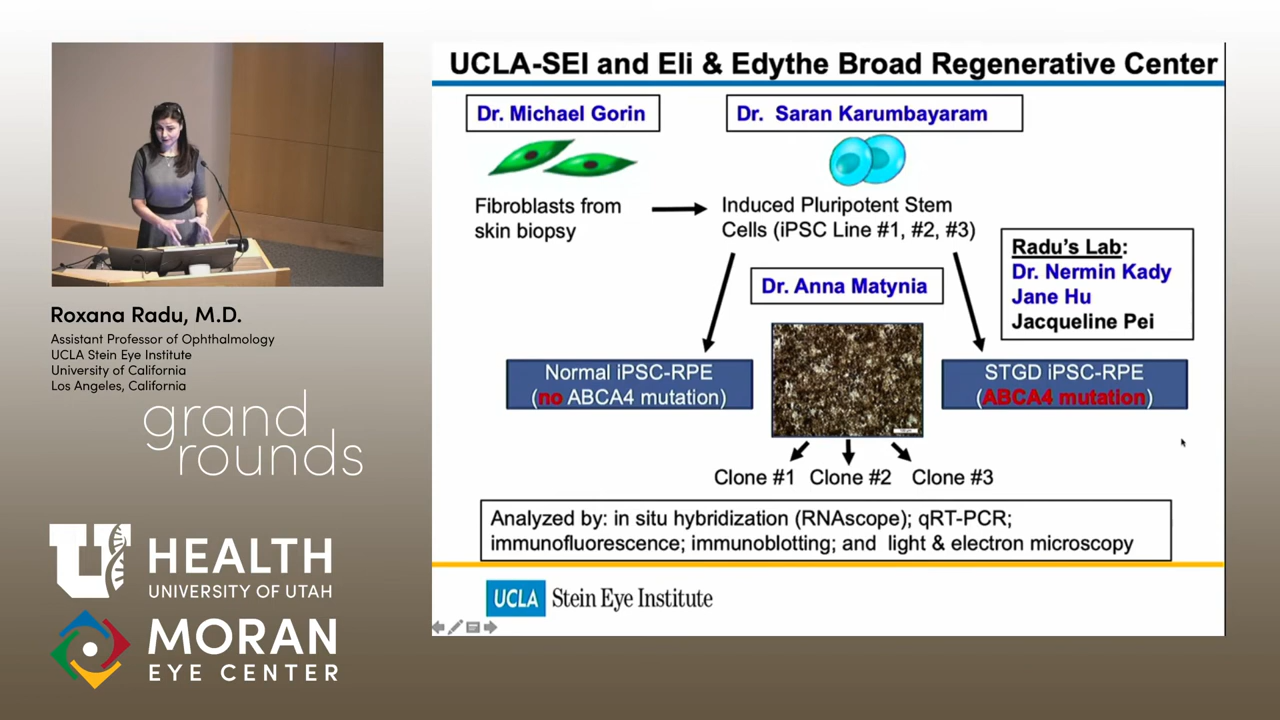 UCLA-SEI and Eli & Edythe Broad Regenerative Center
Dr. Michael Gorin
Dr. Saran Karumbayaram
Fibroblasts from
skin biopsy
Induced Pluripotent Stem
Cells (iPSC Line #1, #2, #3)
Radu's Lab:
Dr. Nermin Kady
Jane Hu
Jacqueline Pei
Dr. Anna Matynia
Normal iPSC-RPE
(no ABCA4 mutation)
STGD iPSC-RPE
(ABCA4 mutation)
Clone #1 Clone #2 Clone #3
Analyzed by: in situ hybridization (RNAscope); qRT-PCR;
immunofluorescence; immunoblotting; and light & electron microscopy
UCLA Stein Eye Institute
Roxana Radu, M.D.
Assistant Professor of Ophthalmology
UCLA Stein Eye Institute
University of California
Los Angeles, California
grand
rounds
U HEALTH
UNIVERSITY OF UTAH
MORAN
EYE CENTER